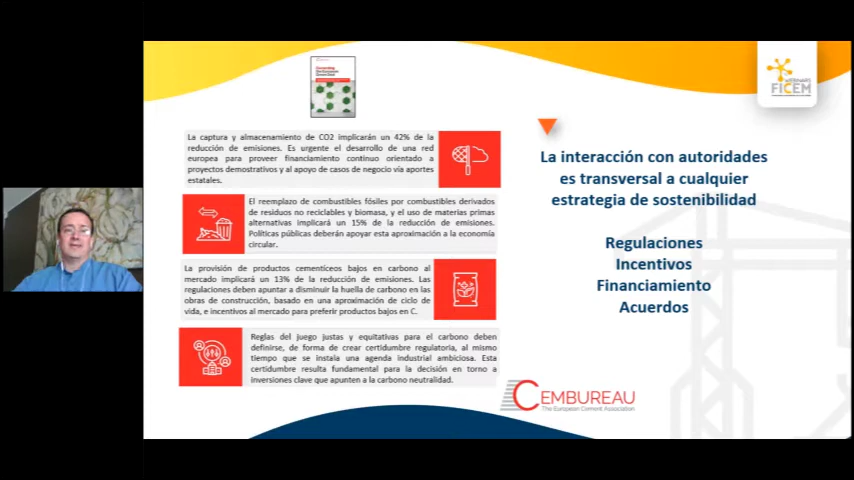 WEBINARS
FICEM
La captura y almacenamiento de CO2 implicarán un 42% de la
reducción de emisiones. Es urgente el desarrollo de una red
europea para proveer financiamiento continuo orientado a
proyectos demostrativos y al apoyo de casos de negocio vía aportes
estatales.
El reemplazo de combustibles fósiles por combustibles derivados
de residuos no reciclables y biomasa, y el uso de materias primas
alternativas implicará un 15% de la reducción de emisiones.
Políticas públicas deberán apoyar esta aproximación a la economía
circular.
La provisión de productos cementíceos bajos en carbono al
mercado implicará un 13% de la reducción de emisiones. Las
regulaciones deben apuntar a disminuir la huella de carbono en las
obras de construcción, basado en una aproximación de ciclo de
vida, e incentivos al mercado para preferir productos bajos en C.
Reglas del juego justas y equitativas para el carbono deben
definirse, de forma de crear certidumbre regulatoria, al mismo
tiempo que se instala una agenda industrial ambiciosa. Esta
certidumbre resulta fundamental para la decisión en torno a
inversiones clave que apunten a la carbono neutralidad.
La interacción con autoridades
es transversal a cualquier
estrategia de sostenibilidad
Regulaciones
Incentivos
Financiamiento
Acuerdos
CEMBUREAU
The European Cement Association